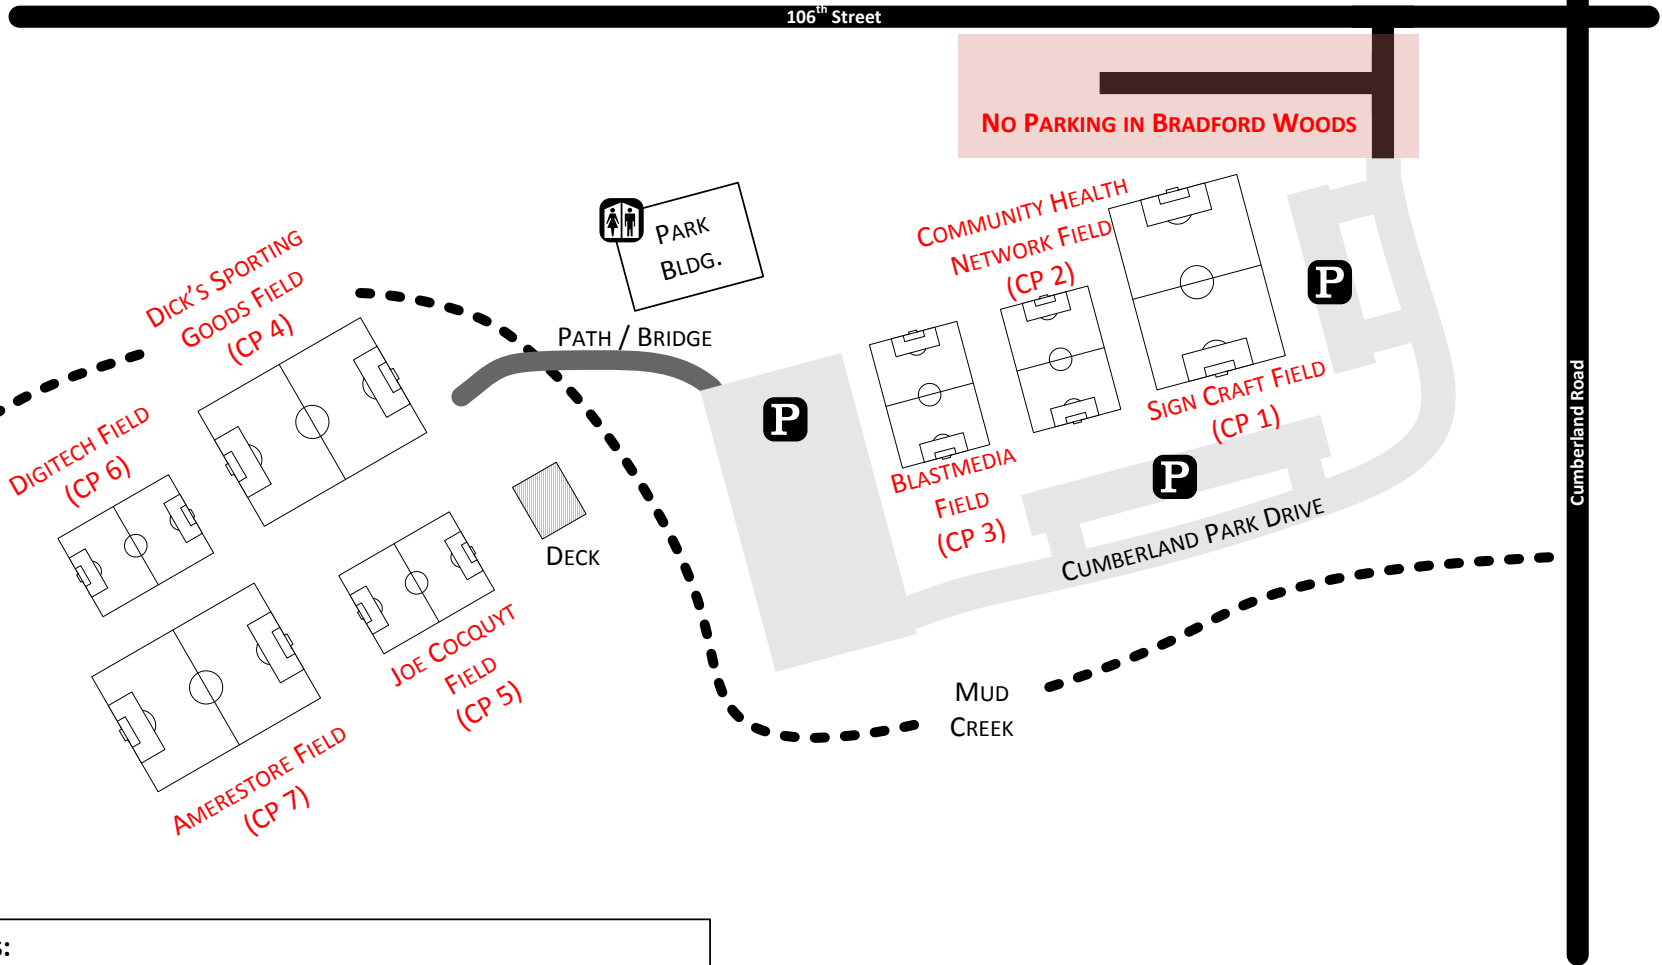 106th Street
No Parking in Bradford Woods
Community Health
Network Field
(CP 2)
Park
Bldg.
Dick's Sporting
Goods Field
(CP 4)
Path / Bridge
P
P
P
Sign Craft Field
(CP 1)
Cumberland Road
Digitech Field
(CP 6)
Blastmedia
Field
(CP 3)
Cumberland Park Drive
Deck
Joe Cocquyt
Field
(CP 5)
Mud
Creek
Amerestore Field
(CP 7)